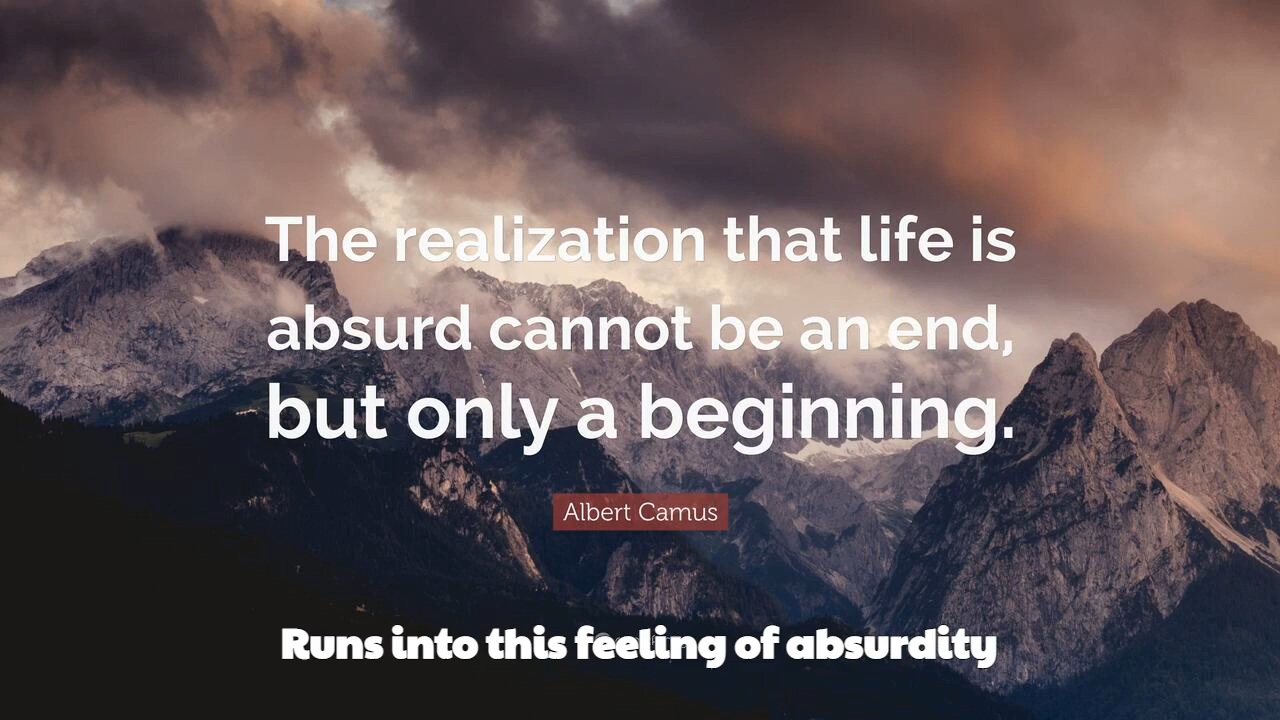 The realization that life is
absurd cannot be an end,
but only a beginning.
Albert Camus
Runs into this feeling of absurdity